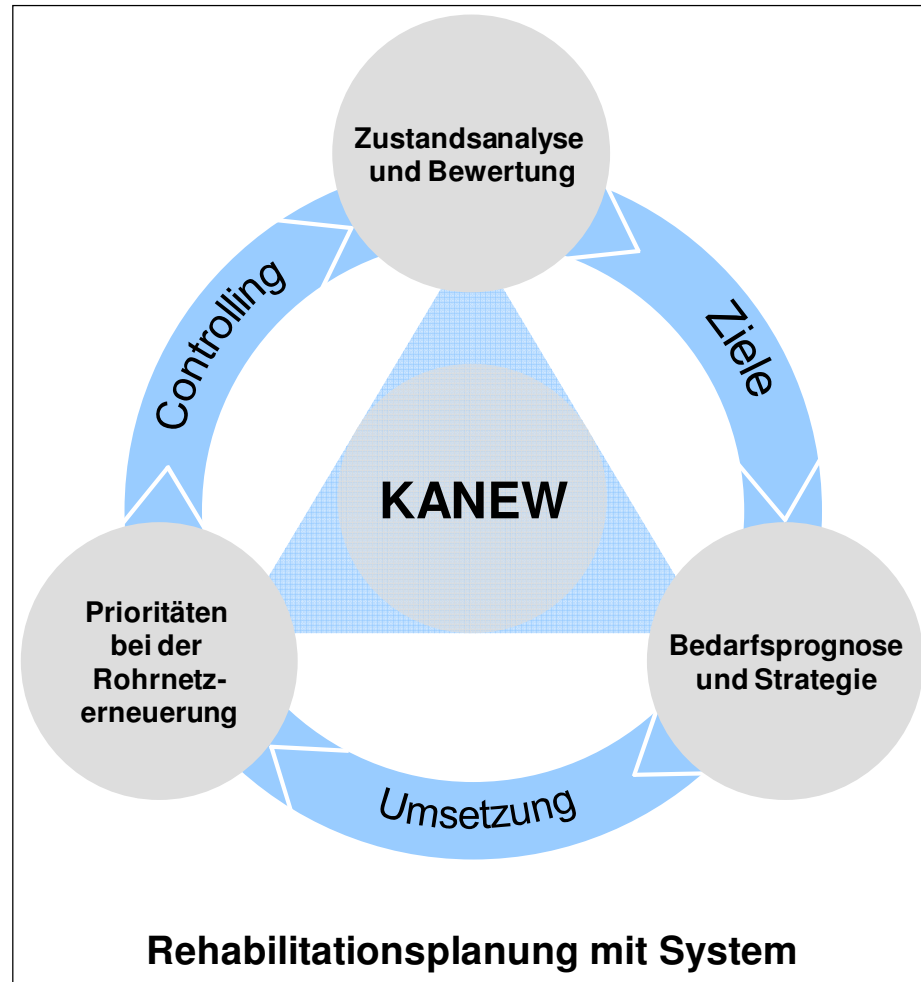 Zustandsanalyse
und Bewertung
Controlling
Ziele
KANEW
Prioritäten
bei der
Rohrnetz-
erneuerung
Bedarfsprognose
und Strategie
Umsetzung
Rehabilitationsplanung mit System